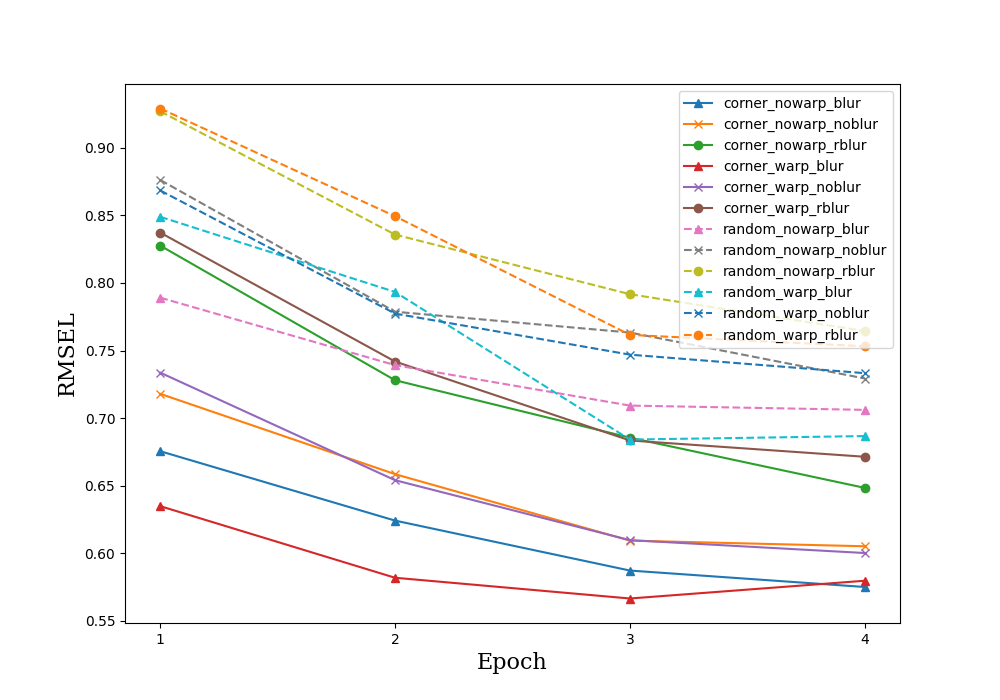 corner_nowarp_blur
corner_nowarp_noblur
corner_nowarp_rblur
corner_warp_blur
corner_warp_noblur
corner_warp_rblur
random_nowarp_blur
random_nowarp_noblur
random_nowarp_rblur
random_warp_blur
random_warp_noblur
random_warp_rblur
0.90
0.85
0.80
0.75
0.70
0.65
0.60
0.55
RMSEL
1 2 3 4
Epoch